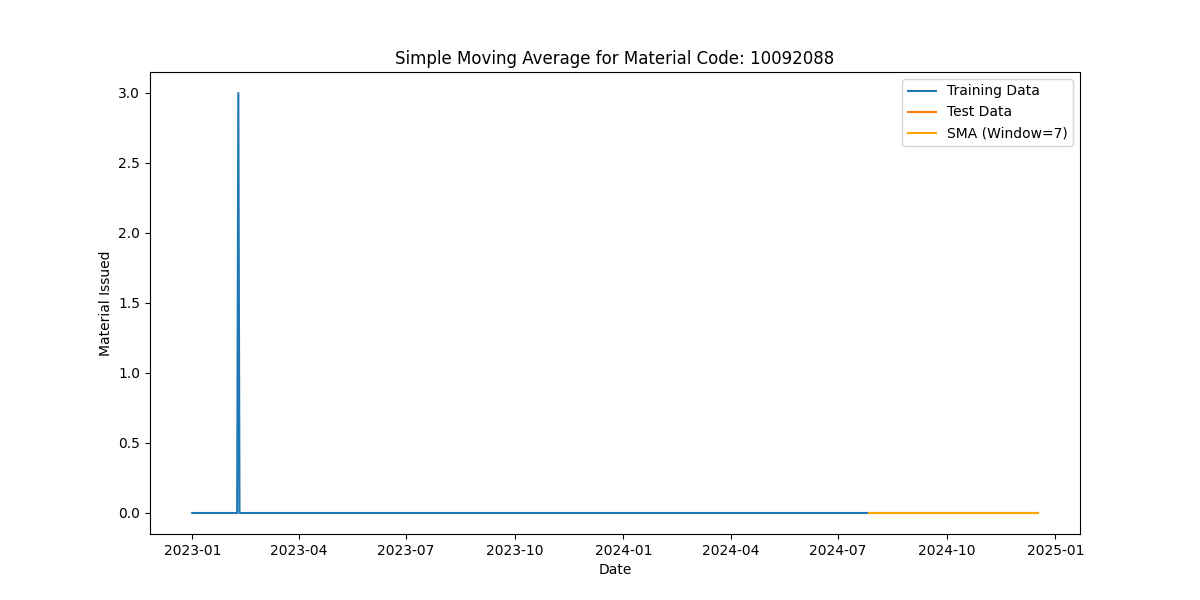 Simple Moving Average for Material Code: 10092088
Training Data
Test Data
SMA (Window=7)
Material Issued
3.0
2.5
2.0
1.5
1.0
0.5
0.0
2023-01 2023-04 2023-07 2023-10 2024-01 2024-04 2024-07 2024-10 2025-01
Date